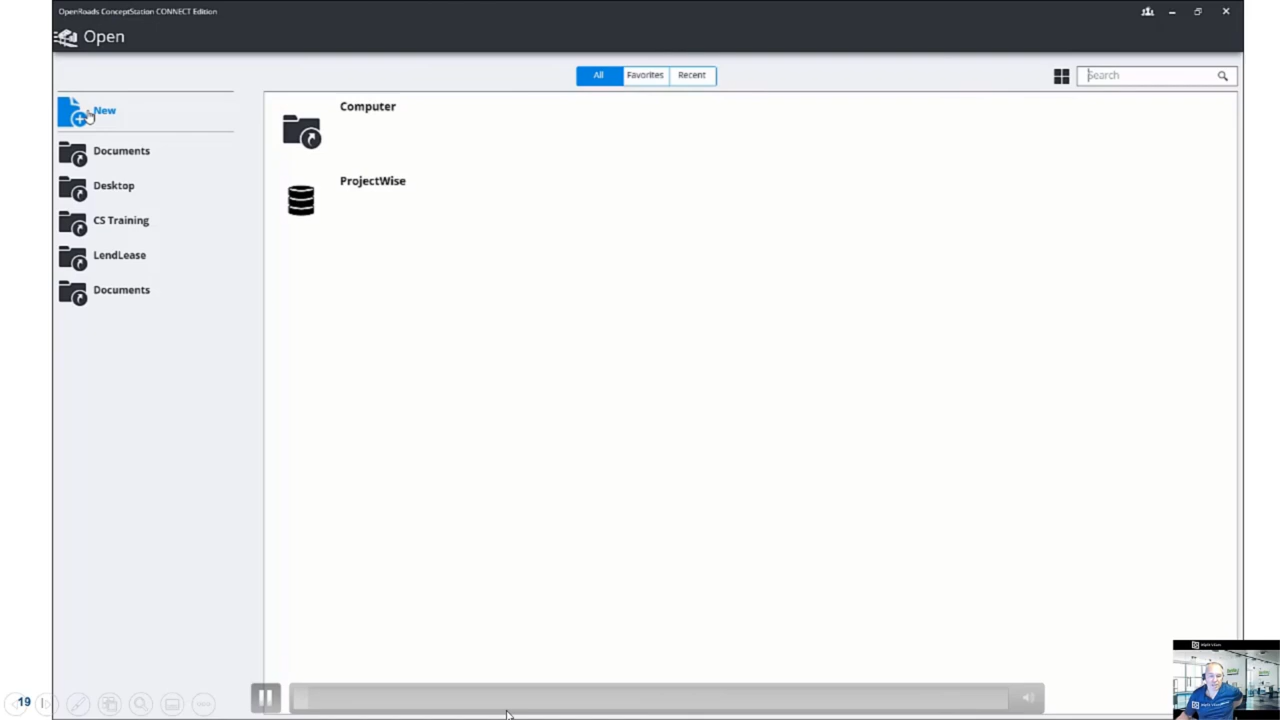 OpenRoads ConceptStation CONNECT Edition
Open
All Favorites Recent
Search
New
Documents
Desktop
CS Training
LendLease
Documents
Computer
ProjectWise
19